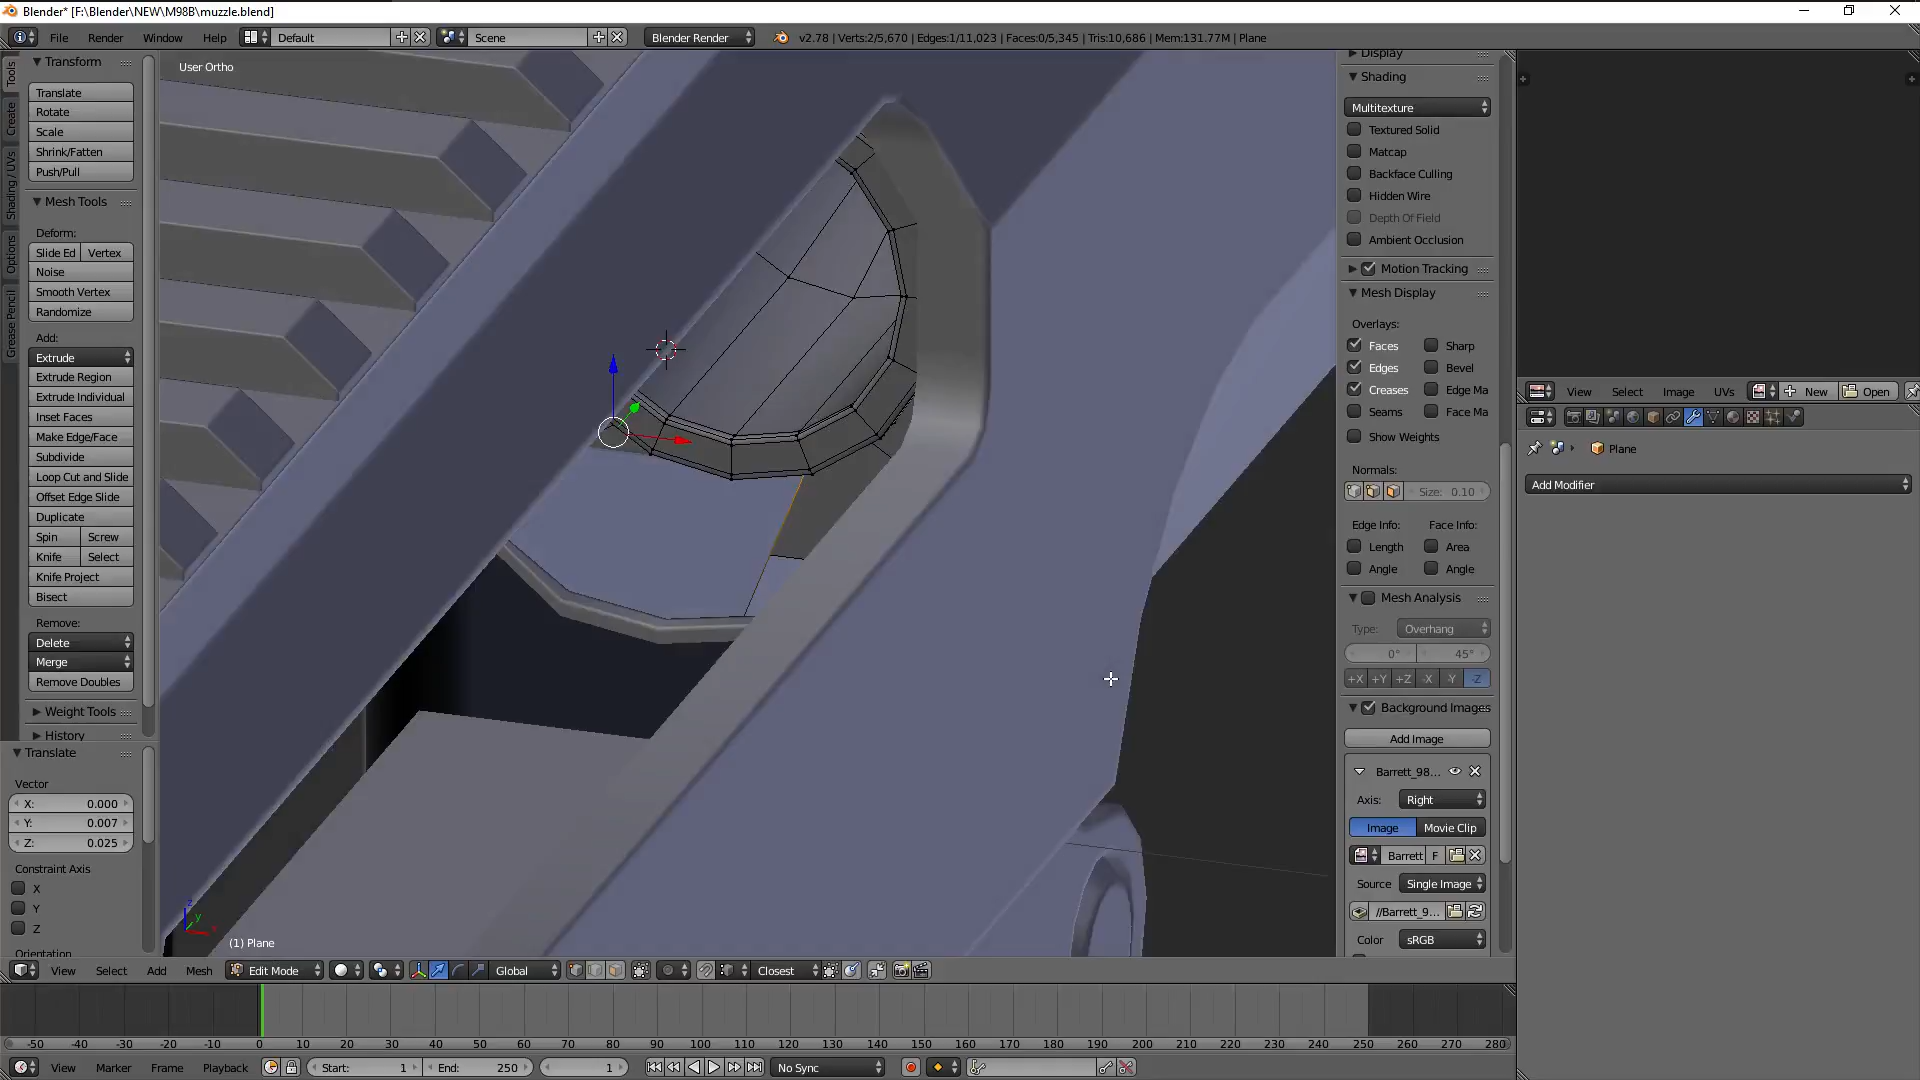 Blender* [F:\Blender\NEW\M98B\muzzle.blend]
File Render Window Help Default Scene Blender Render v2.78 | Verts:2/5,670 | Edges:1/11,023 | Faces:0/5,345 | Tris:10,686 | Mem:131.77M | Plane
Tools
Create
Shading / UVs
Options
Grease Pencil
Transform
Translate
Rotate
Scale
Shrink/Fatten
Push/Pull
Mesh Tools
Deform:
Slide Ed Vertex
Noise
Smooth Vertex
Randomize
Add:
Extrude
Extrude Region
Extrude Individual
Inset Faces
Make Edge/Face
Subdivide
Loop Cut and Slide
Offset Edge Slide
Duplicate
Spin Screw
Knife Select
Knife Project
Bisect
Remove:
Delete
Merge
Remove Doubles
Weight Tools
History
Translate
Vector
X: 0.000
Y: 0.007
Z: 0.025
Constraint Axis
X
Y
Z
Orientation
User Ortho
z
y
x
(1) Plane
Display
Shading
Multitexture
Textured Solid
Matcap
Backface Culling
Hidden Wire
Depth Of Field
Ambient Occlusion
Motion Tracking
Mesh Display
Overlays:
Faces Sharp
Edges Bevel
Creases Edge Ma
Seams Face Ma
Show Weights
Normals:
Size: 0.10
Edge Info: Face Info:
Length Area
Angle Angle
Mesh Analysis
Type: Overhang
0° 45°
+X +Y +Z -X -Y -Z
Background Images
Add Image
Barrett_98...
Axis: Right
Image Movie Clip
Barrett F
Source Single Image
//Barrett_9...
Color sRGB
View Select Image UVs New Open
Plane
Add Modifier
View Select Add Mesh Edit Mode Global Closest
-50 -40 -30 -20 -10 0 10 20 30 40 50 60 70 80 90 100 110 120 130 140 150 160 170 180 190 200 210 220 230 240 250 260 270 280
View Marker Frame Playback Start: 1 End: 250 1 No Sync